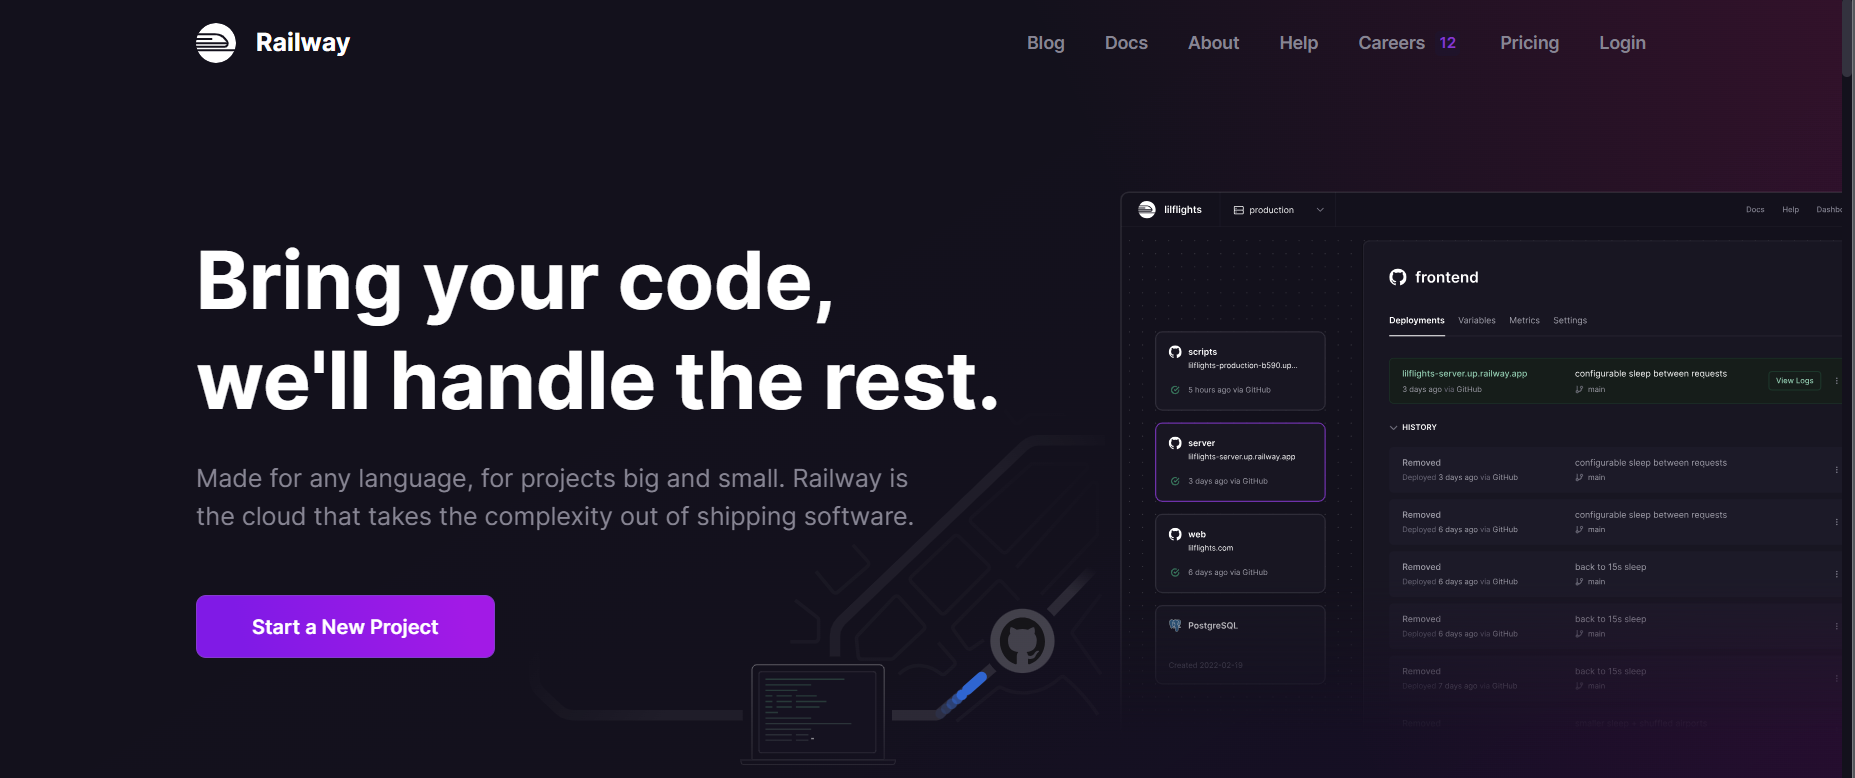 Railway
Blog Docs About Help Careers 12 Pricing Login
Bring your code,
we'll handle the rest.
Made for any language, for projects big and small. Railway is
the cloud that takes the complexity out of shipping software.
Start a New Project
lilflights production Docs Help Dashbo
scripts
lilflights-production-b590.up...
5 hours ago via GitHub
server
lilflights-server.up.railway.app
3 days ago via GitHub
web
lilflights.com
6 days ago via GitHub
PostgreSQL
Created 2022-02-19
frontend
Deployments Variables Metrics Settings
lilflights-server.up.railway.app configurable sleep between requests View Logs
3 days ago via GitHub main
HISTORY
Removed configurable sleep between requests
Deployed 3 days ago via GitHub main
Removed configurable sleep between requests
Deployed 6 days ago via GitHub main
Removed back to 15s sleep
Deployed 6 days ago via GitHub main
Removed back to 15s sleep
Deployed 6 days ago via GitHub main
Removed back to 15s sleep
Deployed 7 days ago via GitHub main
Removed